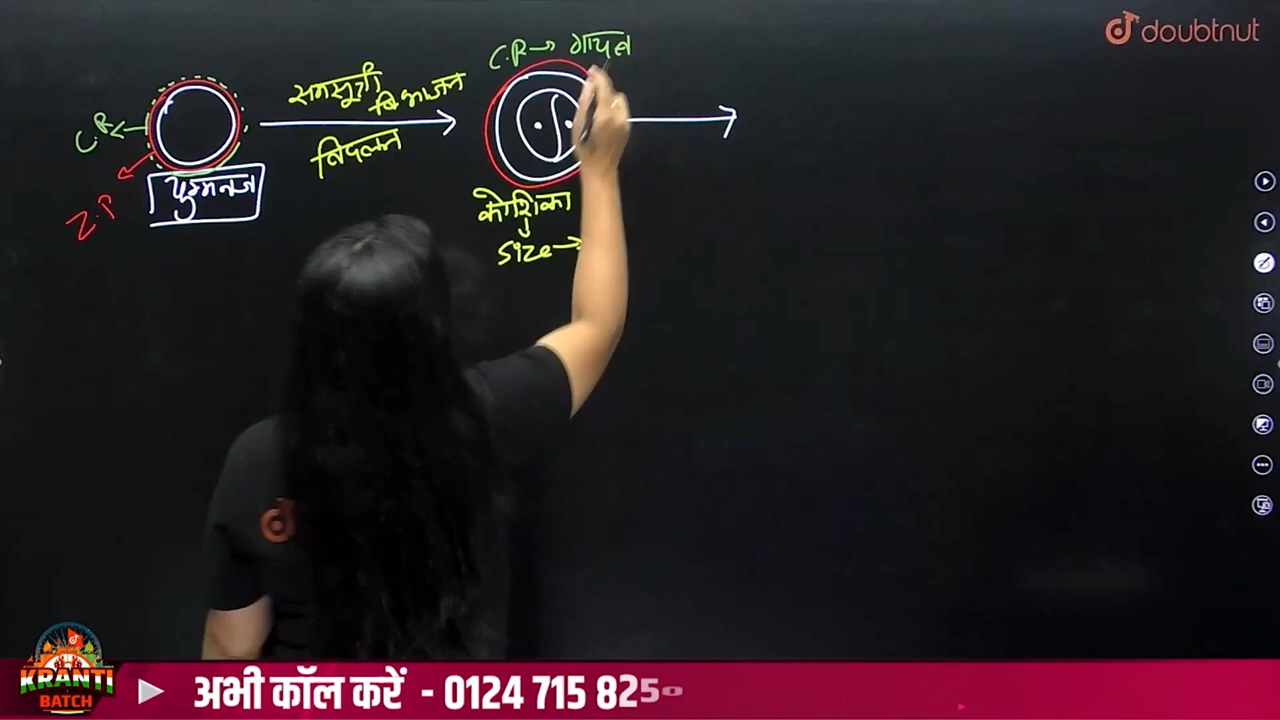 doubtnut
C.R→ गायब
समसूत्री विभाजन
C.R
निदलन
युग्मनज
Z.P
कोशिका
size→
KRANTI
BATCH
अभी कॉल करें - 0124 715 825